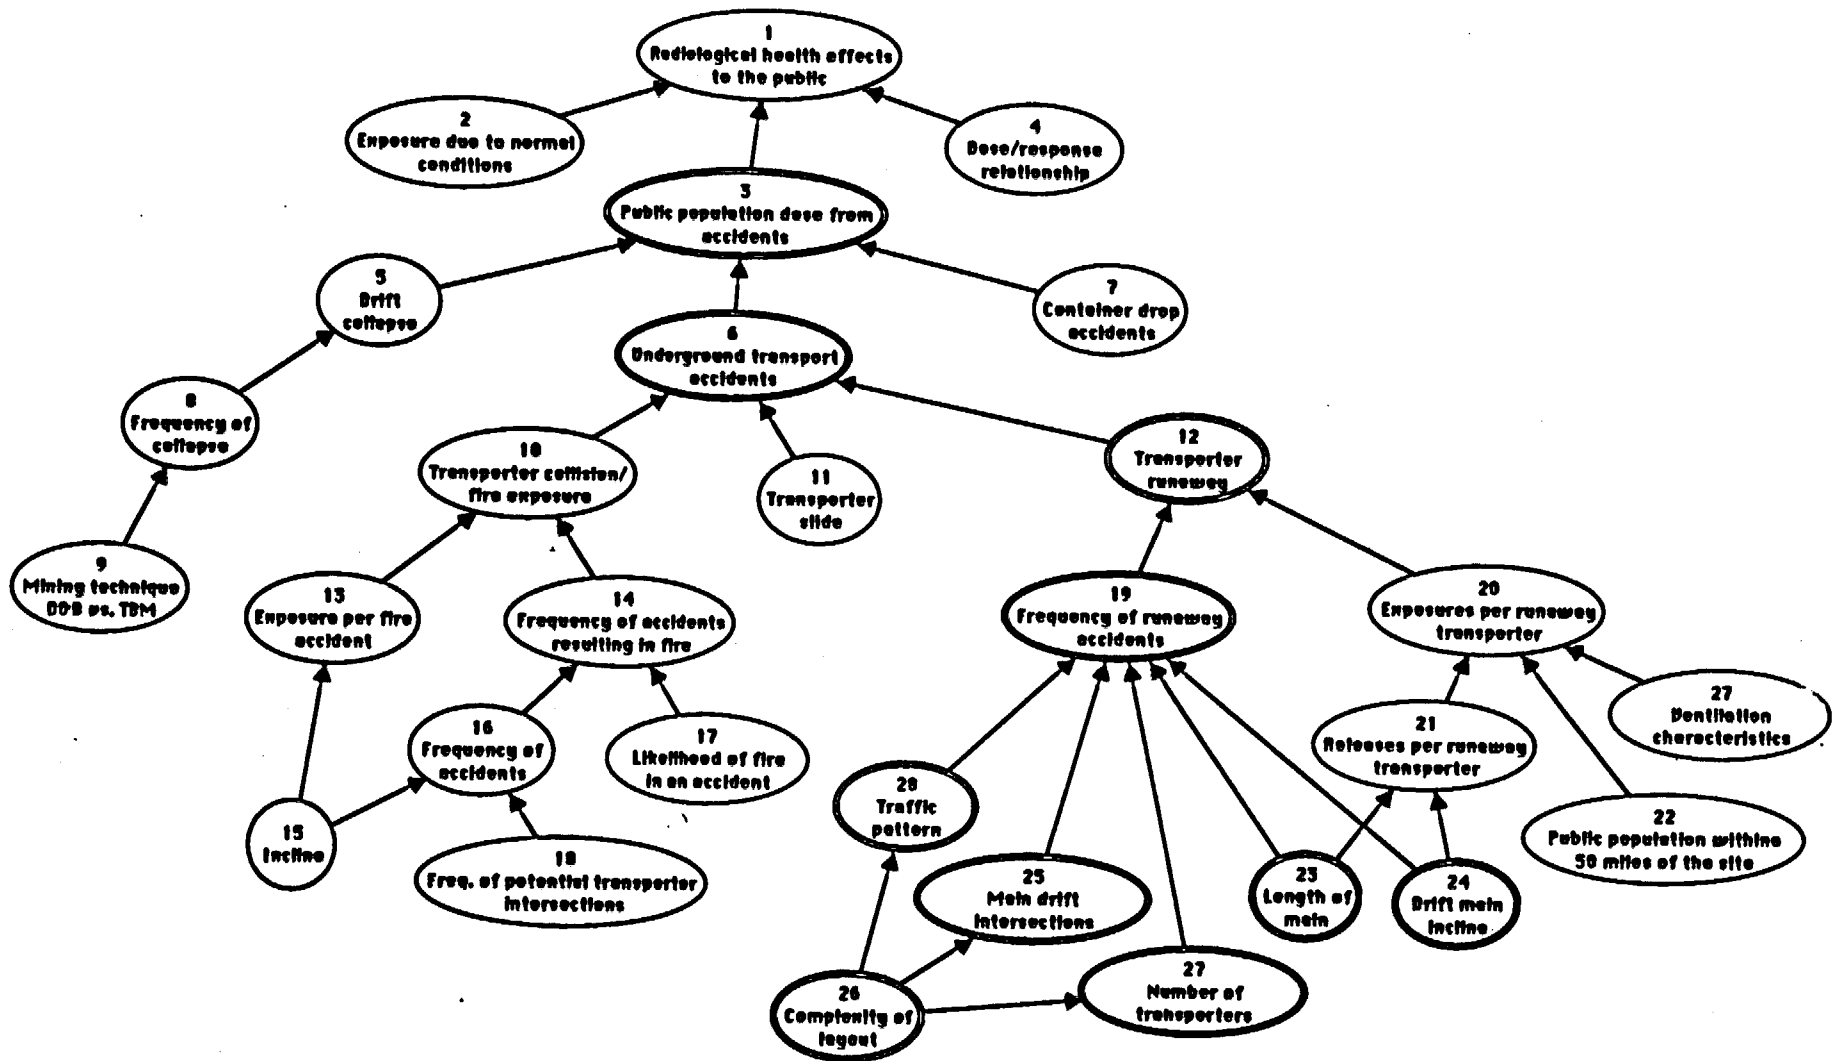 1
Radiological health effects
to the public
2
Exposure due to normal
conditions
4
Dose/response
relationship
3
Public population dose from
accidents
5
Drift
collapse
7
Container drop
accidents
6
Underground transport
accidents
8
Frequency of
collapse
10
Transporter collision/
fire exposure
11
Transporter
slide
12
Transporter
runaway
9
Mining technique
D&B vs. TBM
13
Exposure per fire
accident
14
Frequency of accidents
resulting in fire
19
Frequency of runaway
accidents
20
Exposures per runaway
transporter
16
Frequency of
accidents
17
Likelihood of fire
in an accident
21
Releases per runaway
transporter
27
Ventilation
characteristics
15
Incline
18
Freq. of potential transporter
intersections
28
Traffic
pattern
25
Main drift
intersections
23
Length of
main
24
Drift main
incline
22
Public population withine
50 miles of the site
26
Complexity of
layout
27
Number of
transporters